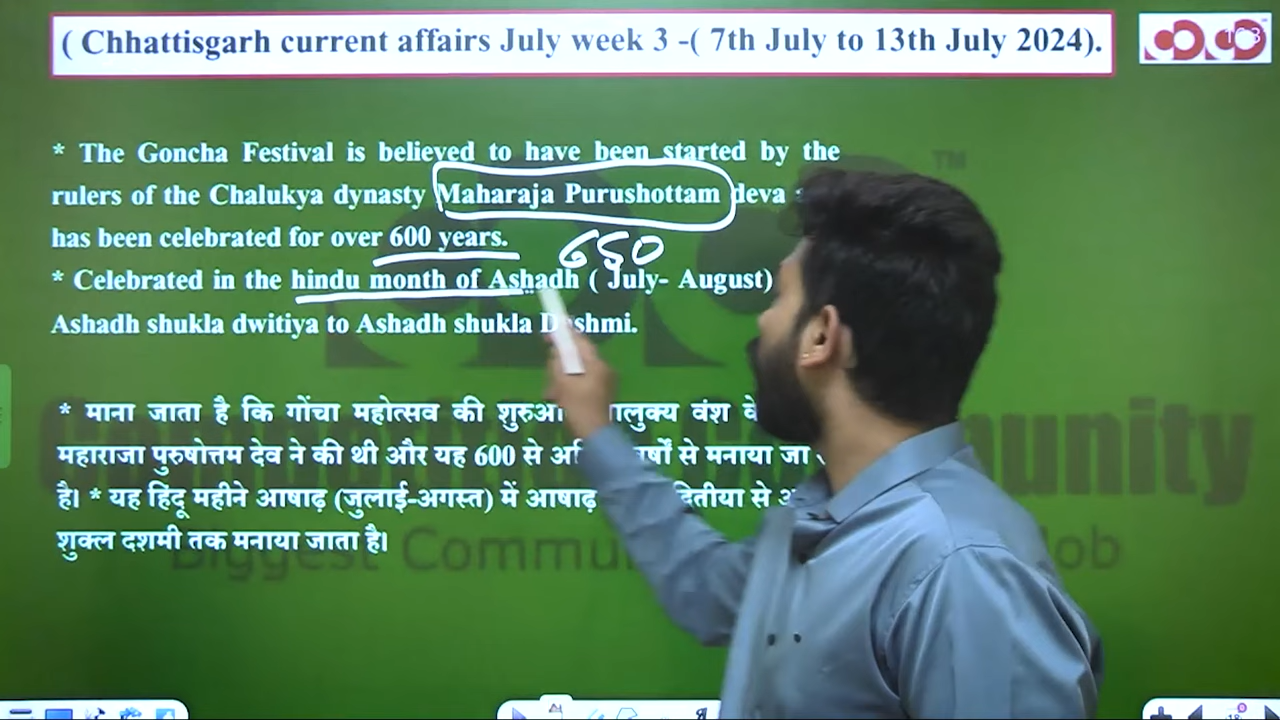 ( Chhattisgarh current affairs July week 3 -( 7th July to 13th July 2024).
* The Goncha Festival is believed to have been started by the
rulers of the Chalukya dynasty Maharaja Purushottam deva
has been celebrated for over 600 years.
650
* Celebrated in the hindu month of Ashadh ( July- August)
Ashadh shukla dwitiya to Ashadh shukla Dashmi.
* माना जाता है कि गोंचा महोत्सव की वंश
महाराजा पुरुषोत्तम देव ने की थी और यह 600 से से मनाया जा
है। * यह हिंदू महीने आषाढ़ (जुलाई-अगस्त) में आषाढ़ से
शुक्ल दशमी तक मनाया जाता है।